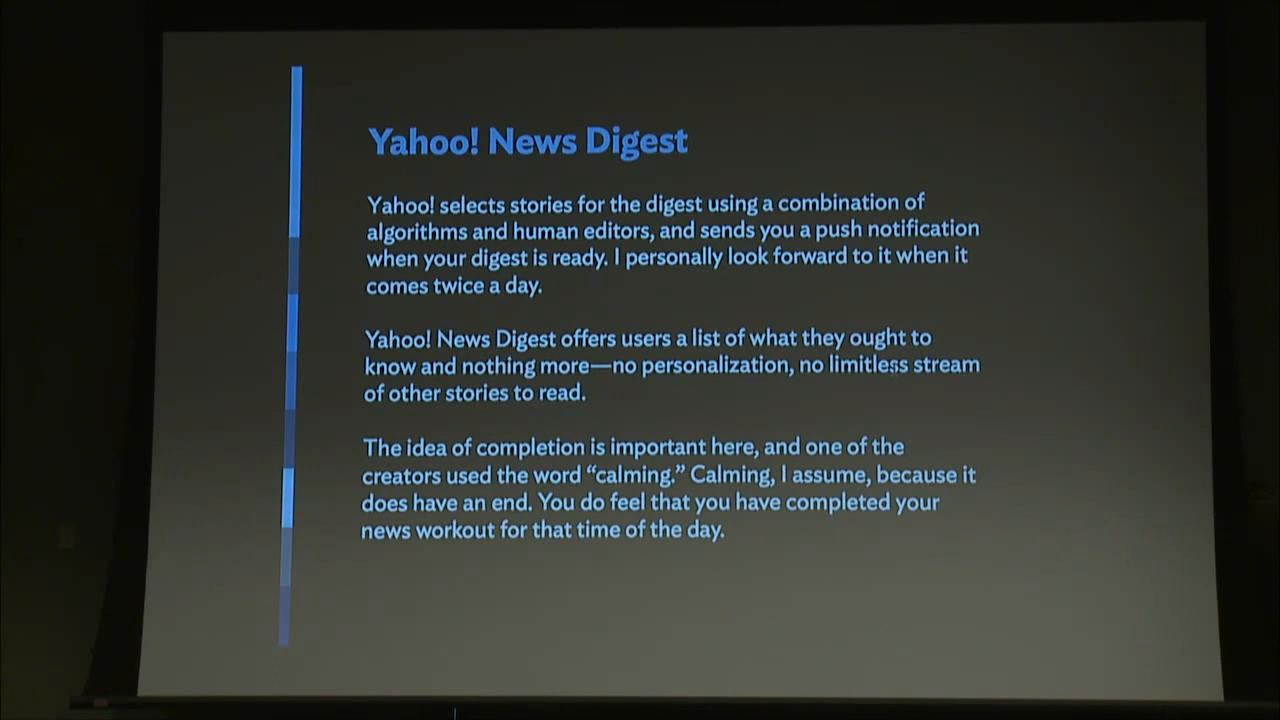 Yahoo! News Digest
Yahoo! selects stories for the digest using a combination of
algorithms and human editors, and sends you a push notification
when your digest is ready. I personally look forward to it when it
comes twice a day.
Yahoo! News Digest offers users a list of what they ought to
know and nothing more—no personalization, no limitless stream
of other stories to read.
The idea of completion is important here, and one of the
creators used the word “calming.” Calming, I assume, because it
does have an end. You do feel that you have completed your
news workout for that time of the day.